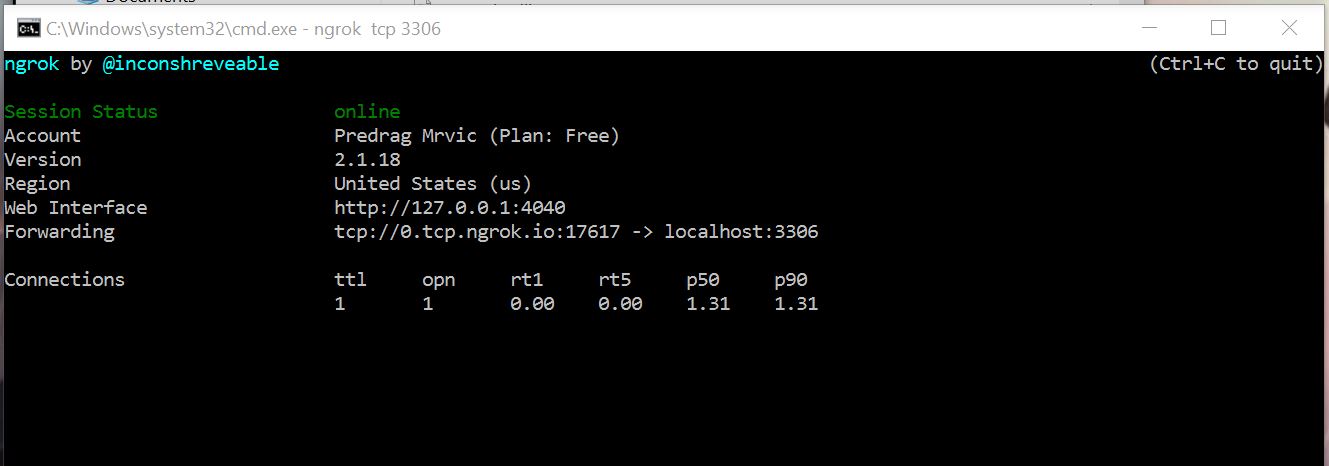 Documents
C:\Windows\system32\cmd.exe - ngrok  tcp 3306
ngrok by @inconshreveable (Ctrl+C to quit)
Session Status online
Account Predrag Mrvic (Plan: Free)
Version 2.1.18
Region United States (us)
Web Interface http://127.0.0.1:4040
Forwarding tcp://0.tcp.ngrok.io:17617 -> localhost:3306
Connections ttl opn rt1 rt5 p50 p90
1 1 0.00 0.00 1.31 1.31